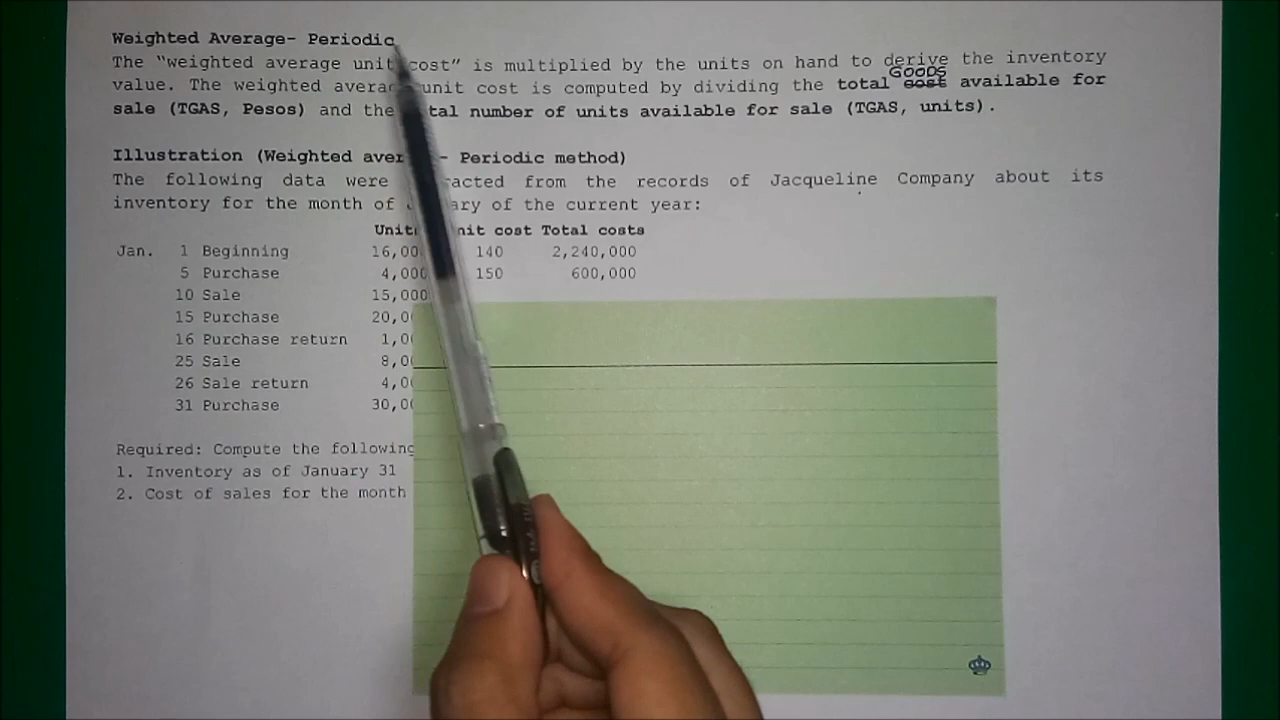 Weighted Average- Periodic
The "weighted average unit cost" is multiplied by the units on hand to derive the inventory
GOODS
value. The weighted averag unit cost is computed by dividing the total cost available for
sale (TGAS, Pesos) and the tal number of units available for sale (TGAS, units).
Illustration (Weighted aver - Periodic method)
The following data were racted from the records of Jacqueline Company about its
inventory for the month of ary of the current year:
Unit nit cost Total costs
Jan. 1 Beginning 16,00 140 2,240,000
5 Purchase 4,000 150 600,000
10 Sale 15,000
15 Purchase 20,0
16 Purchase return 1,0
25 Sale 8,0
26 Sale return 4,0
31 Purchase 30,0
Required: Compute the following
1. Inventory as of January 31
2. Cost of sales for the month